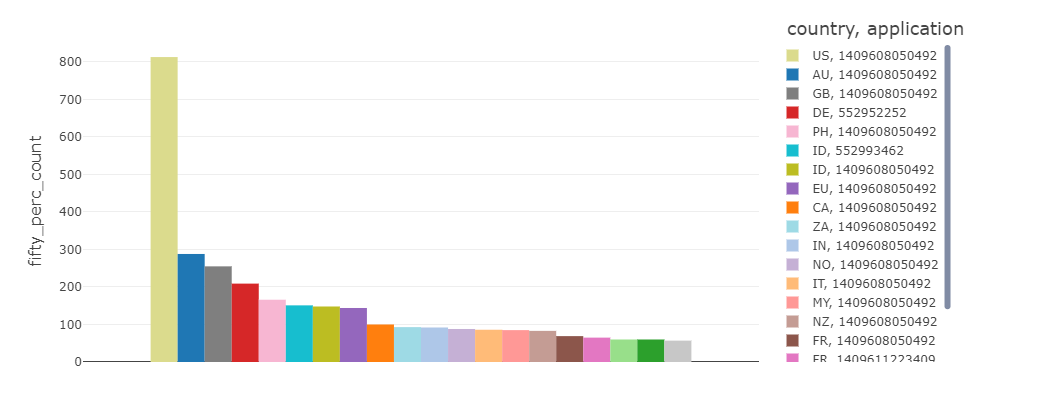 country, application
US, 1409608050492
AU, 1409608050492
GB, 1409608050492
DE, 552952252
PH, 1409608050492
ID, 552993462
ID, 1409608050492
EU, 1409608050492
CA, 1409608050492
ZA, 1409608050492
IN, 1409608050492
NO, 1409608050492
IT, 1409608050492
MY, 1409608050492
NZ, 1409608050492
FR, 1409608050492
FR, 1409611223409
fifty_perc_count
800
700
600
500
400
300
200
100
0